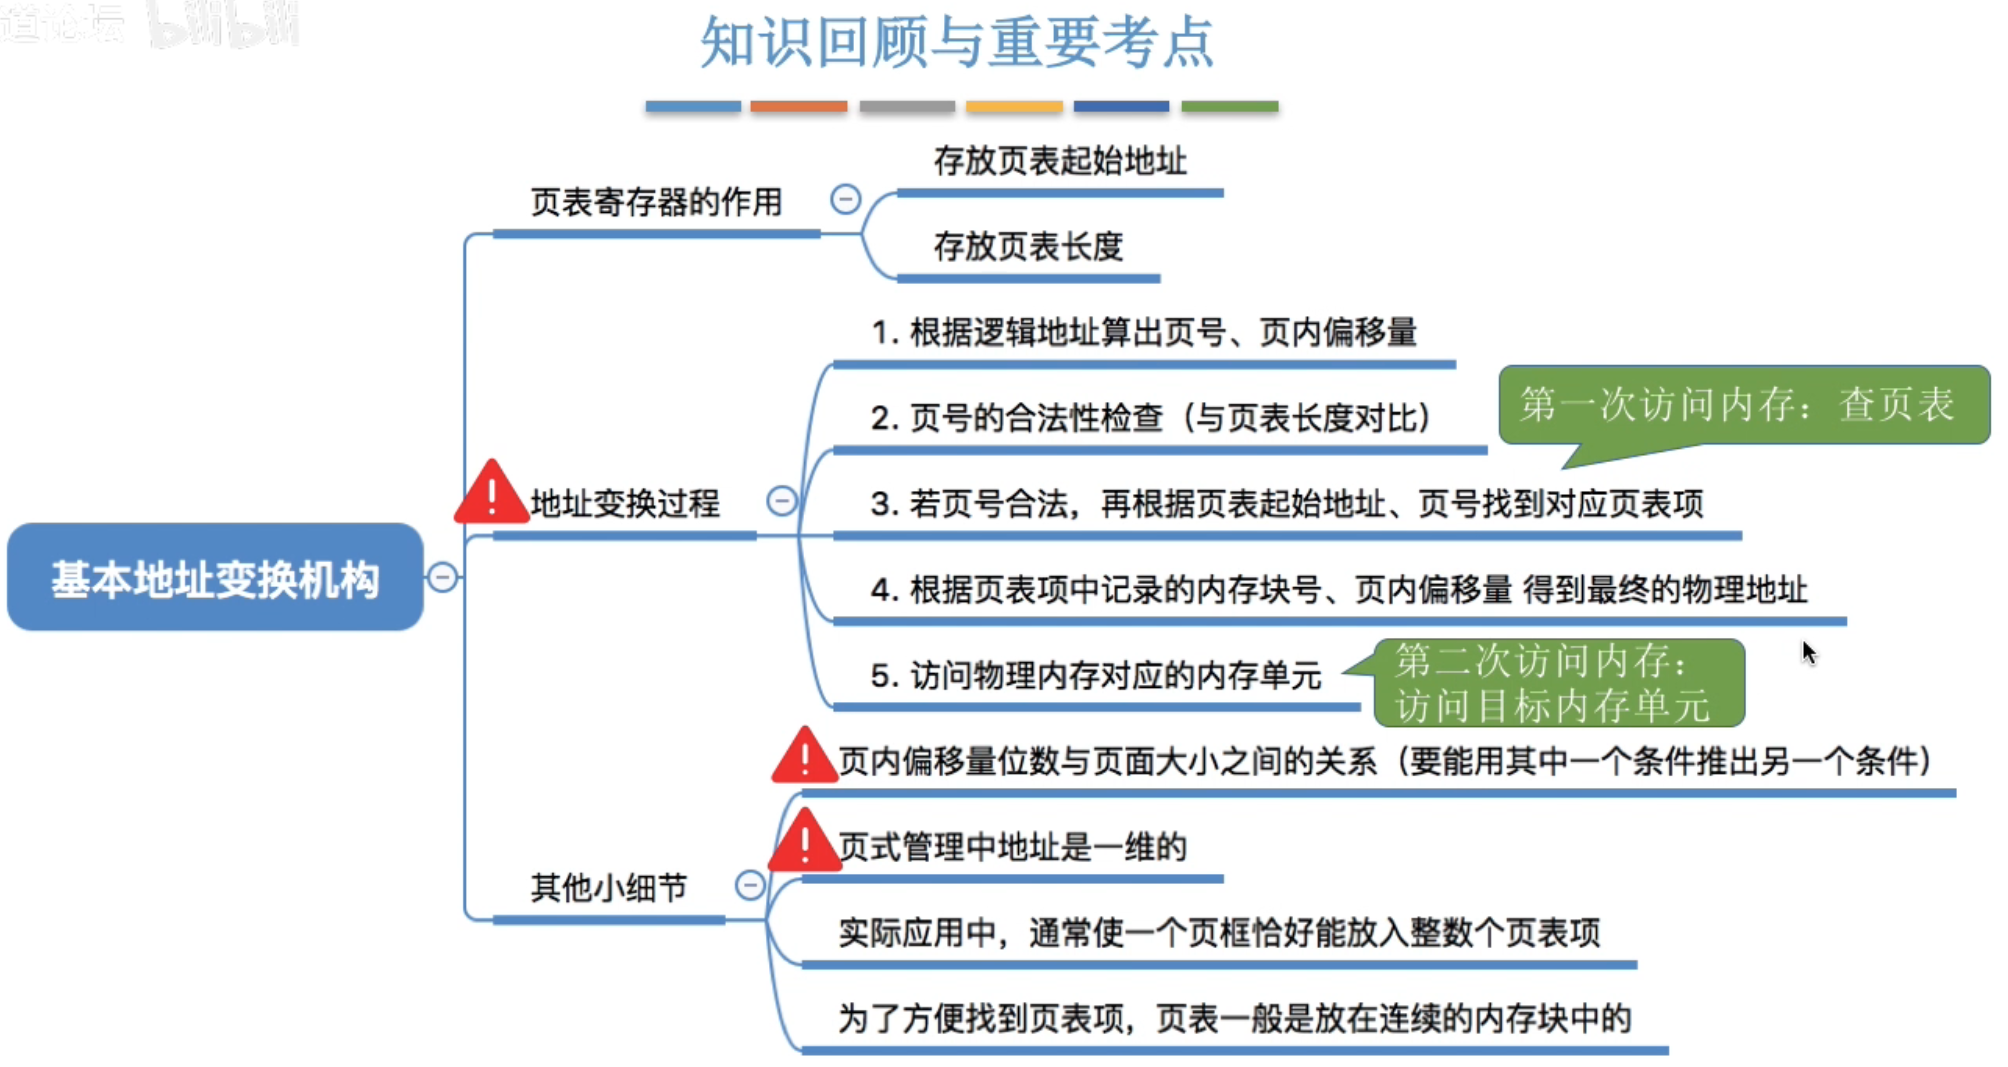 道论坛 bilibili
知识回顾与重要考点
存放页表起始地址
页表寄存器的作用
存放页表长度
1. 根据逻辑地址算出页号、页内偏移量
2. 页号的合法性检查（与页表长度对比）
第一次访问内存：查页表
地址变换过程
3. 若页号合法，再根据页表起始地址、页号找到对应页表项
基本地址变换机构
4. 根据页表项中记录的内存块号、页内偏移量 得到最终的物理地址
5. 访问物理内存对应的内存单元
第二次访问内存：
访问目标内存单元
页内偏移量位数与页面大小之间的关系（要能用其中一个条件推出另一个条件）
页式管理中地址是一维的
其他小细节
实际应用中，通常使一个页框恰好能放入整数个页表项
为了方便找到页表项，页表一般是放在连续的内存块中的